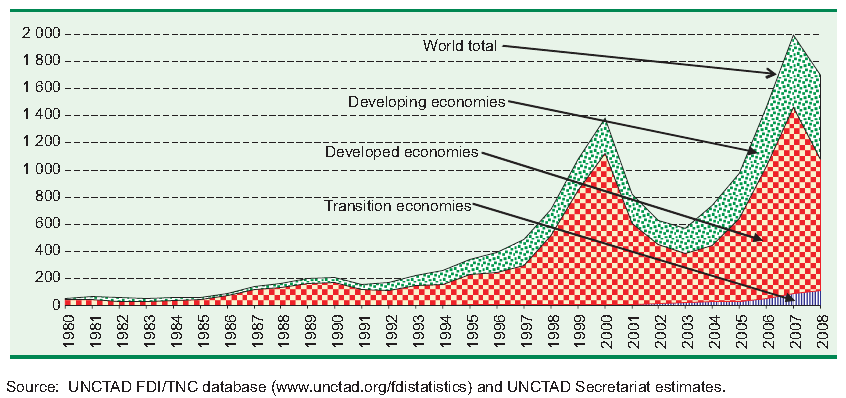 2 000
World total
1 800
1 600
Developing economies
1 400
1 200
Developed economies
1 000
800
Transition economies
600
400
200
0
1980 1981 1982 1983 1984 1985 1986 1987 1988 1989 1990 1991 1992 1993 1994 1995 1996 1997 1998 1999 2000 2001 2002 2003 2004 2005 2006 2007 2008
Source: UNCTAD FDI/TNC database (www.unctad.org/fdistatistics) and UNCTAD Secretariat estimates.